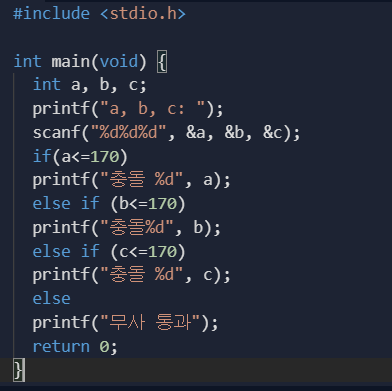 #include <stdio.h>
int main(void) {
int a, b, c;
printf("a, b, c: ");
scanf("%d%d%d", &a, &b, &c);
if(a<=170)
printf("충돌 %d", a);
else if (b<=170)
printf("충돌%d", b);
else if (c<=170)
printf("충돌 %d", c);
else
printf("무사 통과");
return 0;
}